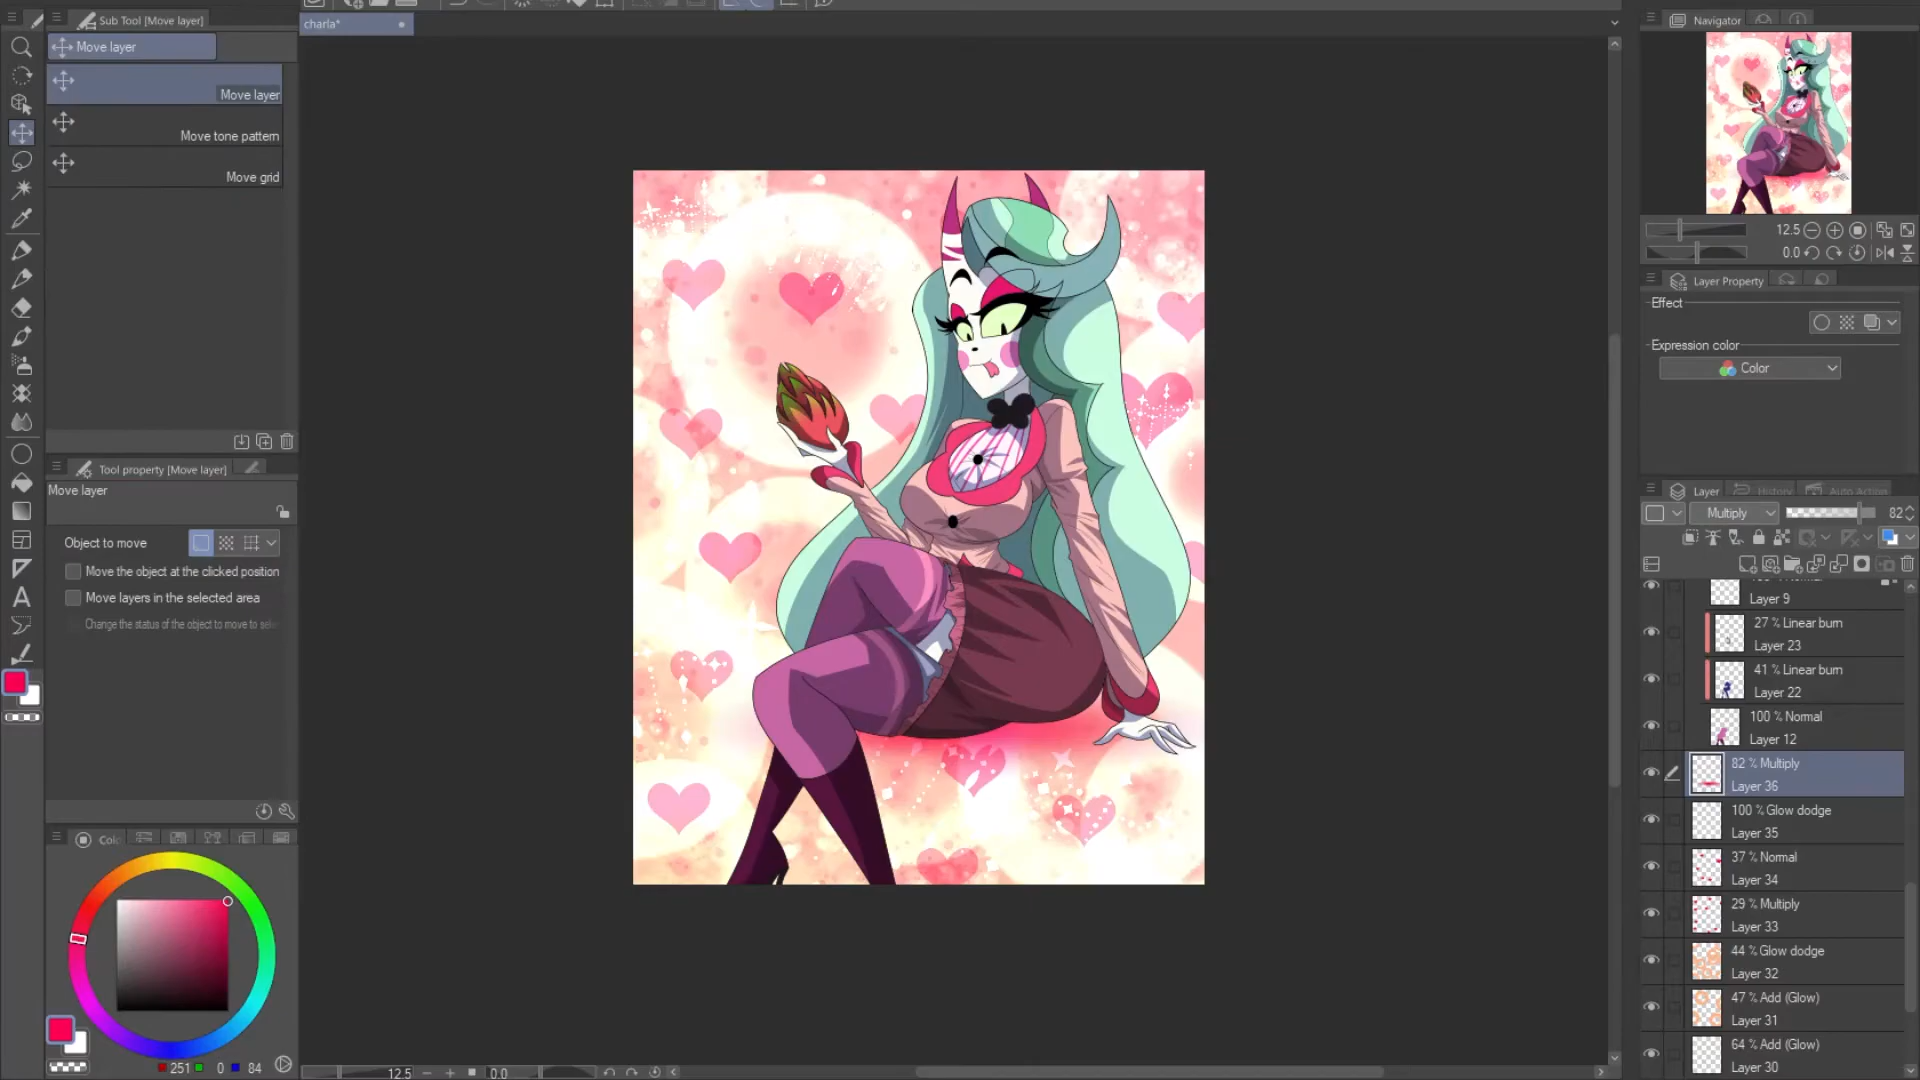 Sub Tool [Move layer]
Move layer
Move layer
Move tone pattern
Move grid
Tool property [Move layer]
Move layer
Object to move
Move the object at the clicked position
Move layers in the selected area
251 0 84
charla*
12.5
0.0
Navigator
12.5
0.0
Layer Property
Effect
Expression color
Color
Layer
History
Auto Action
Multiply
82
Layer 9
27 % Linear burn
Layer 23
41 % Linear burn
Layer 22
100 % Normal
Layer 12
82 % Multiply
Layer 36
100 % Glow dodge
Layer 35
37 % Normal
Layer 34
29 % Multiply
Layer 33
44 % Glow dodge
Layer 32
47 % Add (Glow)
Layer 31
64 % Add (Glow)
Layer 30